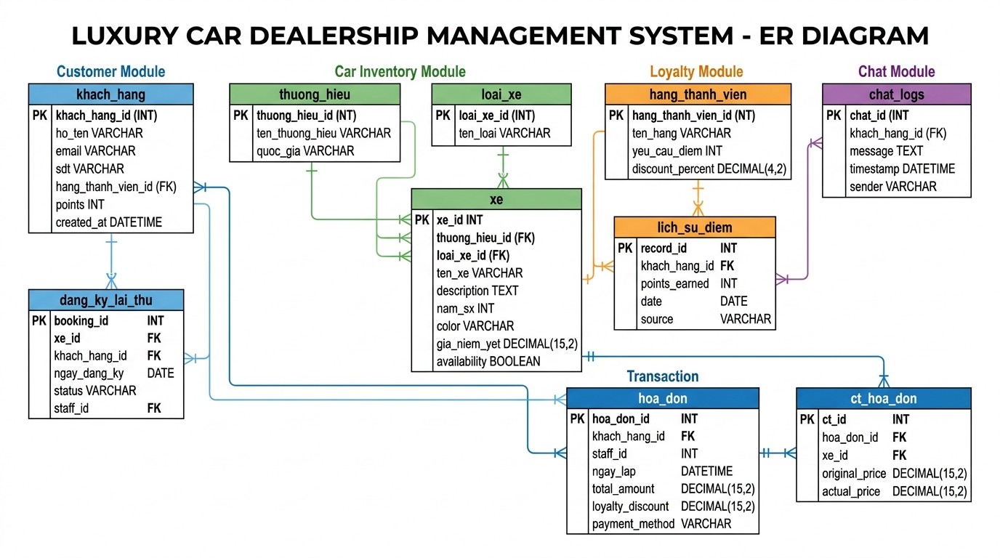 LUXURY CAR DEALERSHIP MANAGEMENT SYSTEM - ER DIAGRAM
Customer Module
khach_hang
PK khach_hang_id (INT)
ho_ten VARCHAR
email VARCHAR
sdt VARCHAR
hang_thanh_vien_id (FK)
points INT
created_at DATETIME
dang_ky_lai_thu
PK booking_id INT
xe_id FK
khach_hang_id FK
ngay_dang_ky DATE
status VARCHAR
staff_id FK
Car Inventory Module
thuong_hieu
PK thuong_hieu_id (NT)
ten_thuong_hieu VARCHAR
quoc_gia VARCHAR
loai_xe
PK loai_xe_id (INT)
ten_loai VARCHAR
xe
PK xe_id INT
thuong_hieu_id (FK)
loai_xe_id (FK)
ten_xe VARCHAR
description TEXT
nam_sx INT
color VARCHAR
gia_niem_yet DECIMAL(15,2)
availability BOOLEAN
Loyalty Module
hang_thanh_vien
PK hang_thanh_vien_id (NT)
ten_hang VARCHAR
yeu_cau_diem INT
discount_percent DECIMAL(4,2)
lich_su_diem
PK record_id INT
khach_hang_id FK
points_earned INT
date DATE
source VARCHAR
Chat Module
chat_logs
PK chat_id (INT
khach_hang_id (FK)
message TEXT
timestamp DATETIME
sender VARCHAR
Transaction
hoa_don
PK hoa_don_id INT
khach_hang_id FK
staff_id INT
ngay_lap DATETIME
total_amount DECIMAL(15,2)
loyalty_discount DECIMAL(15,2)
payment_method VARCHAR
ct_hoa_don
PK ct_id INT
hoa_don_id FK
xe_id FK
original_price DECIMAL(15,2)
actual_price DECIMAL(15,2)